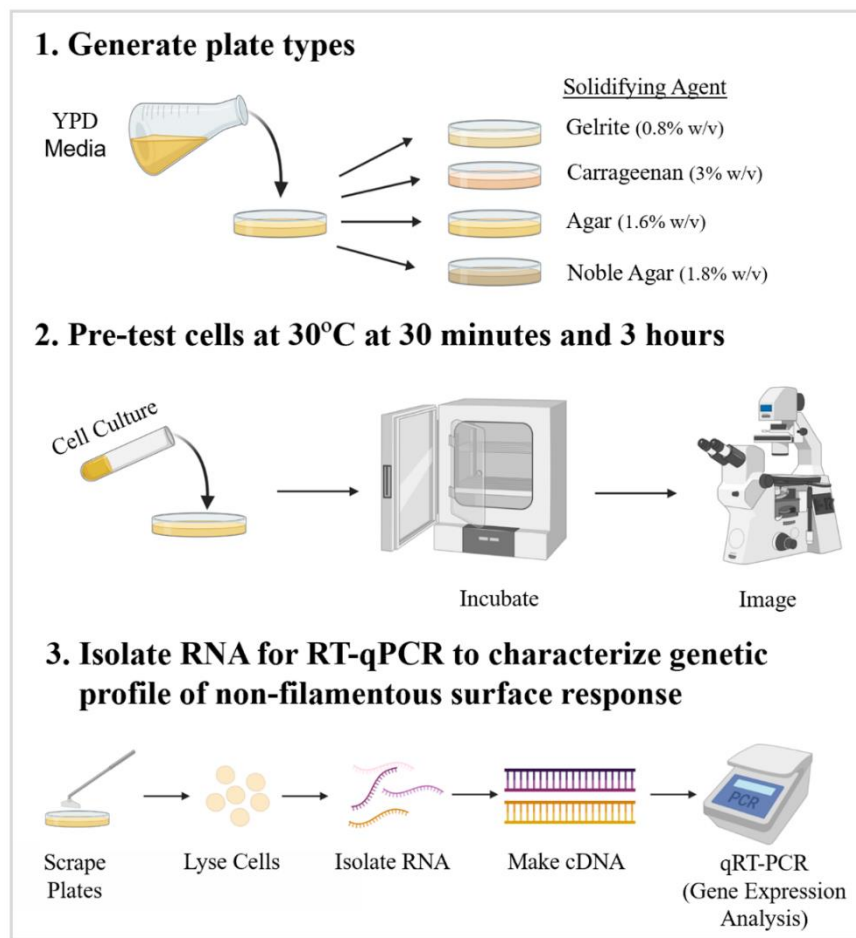 1. Generate plate types
YPD
Media
Solidifying Agent
Gelrite (0.8% w/v)
Carrageenan (3% w/v)
Agar (1.6% w/v)
Noble Agar (1.8% w/v)
2. Pre-test cells at 30°C at 30 minutes and 3 hours
Cell Culture
Incubate
Image
3. Isolate RNA for RT-qPCR to characterize genetic
profile of non-filamentous surface response
PCR
Scrape
Plates
Lyse Cells
Isolate RNA
Make cDNA
qRT-PCR
(Gene Expression
Analysis)